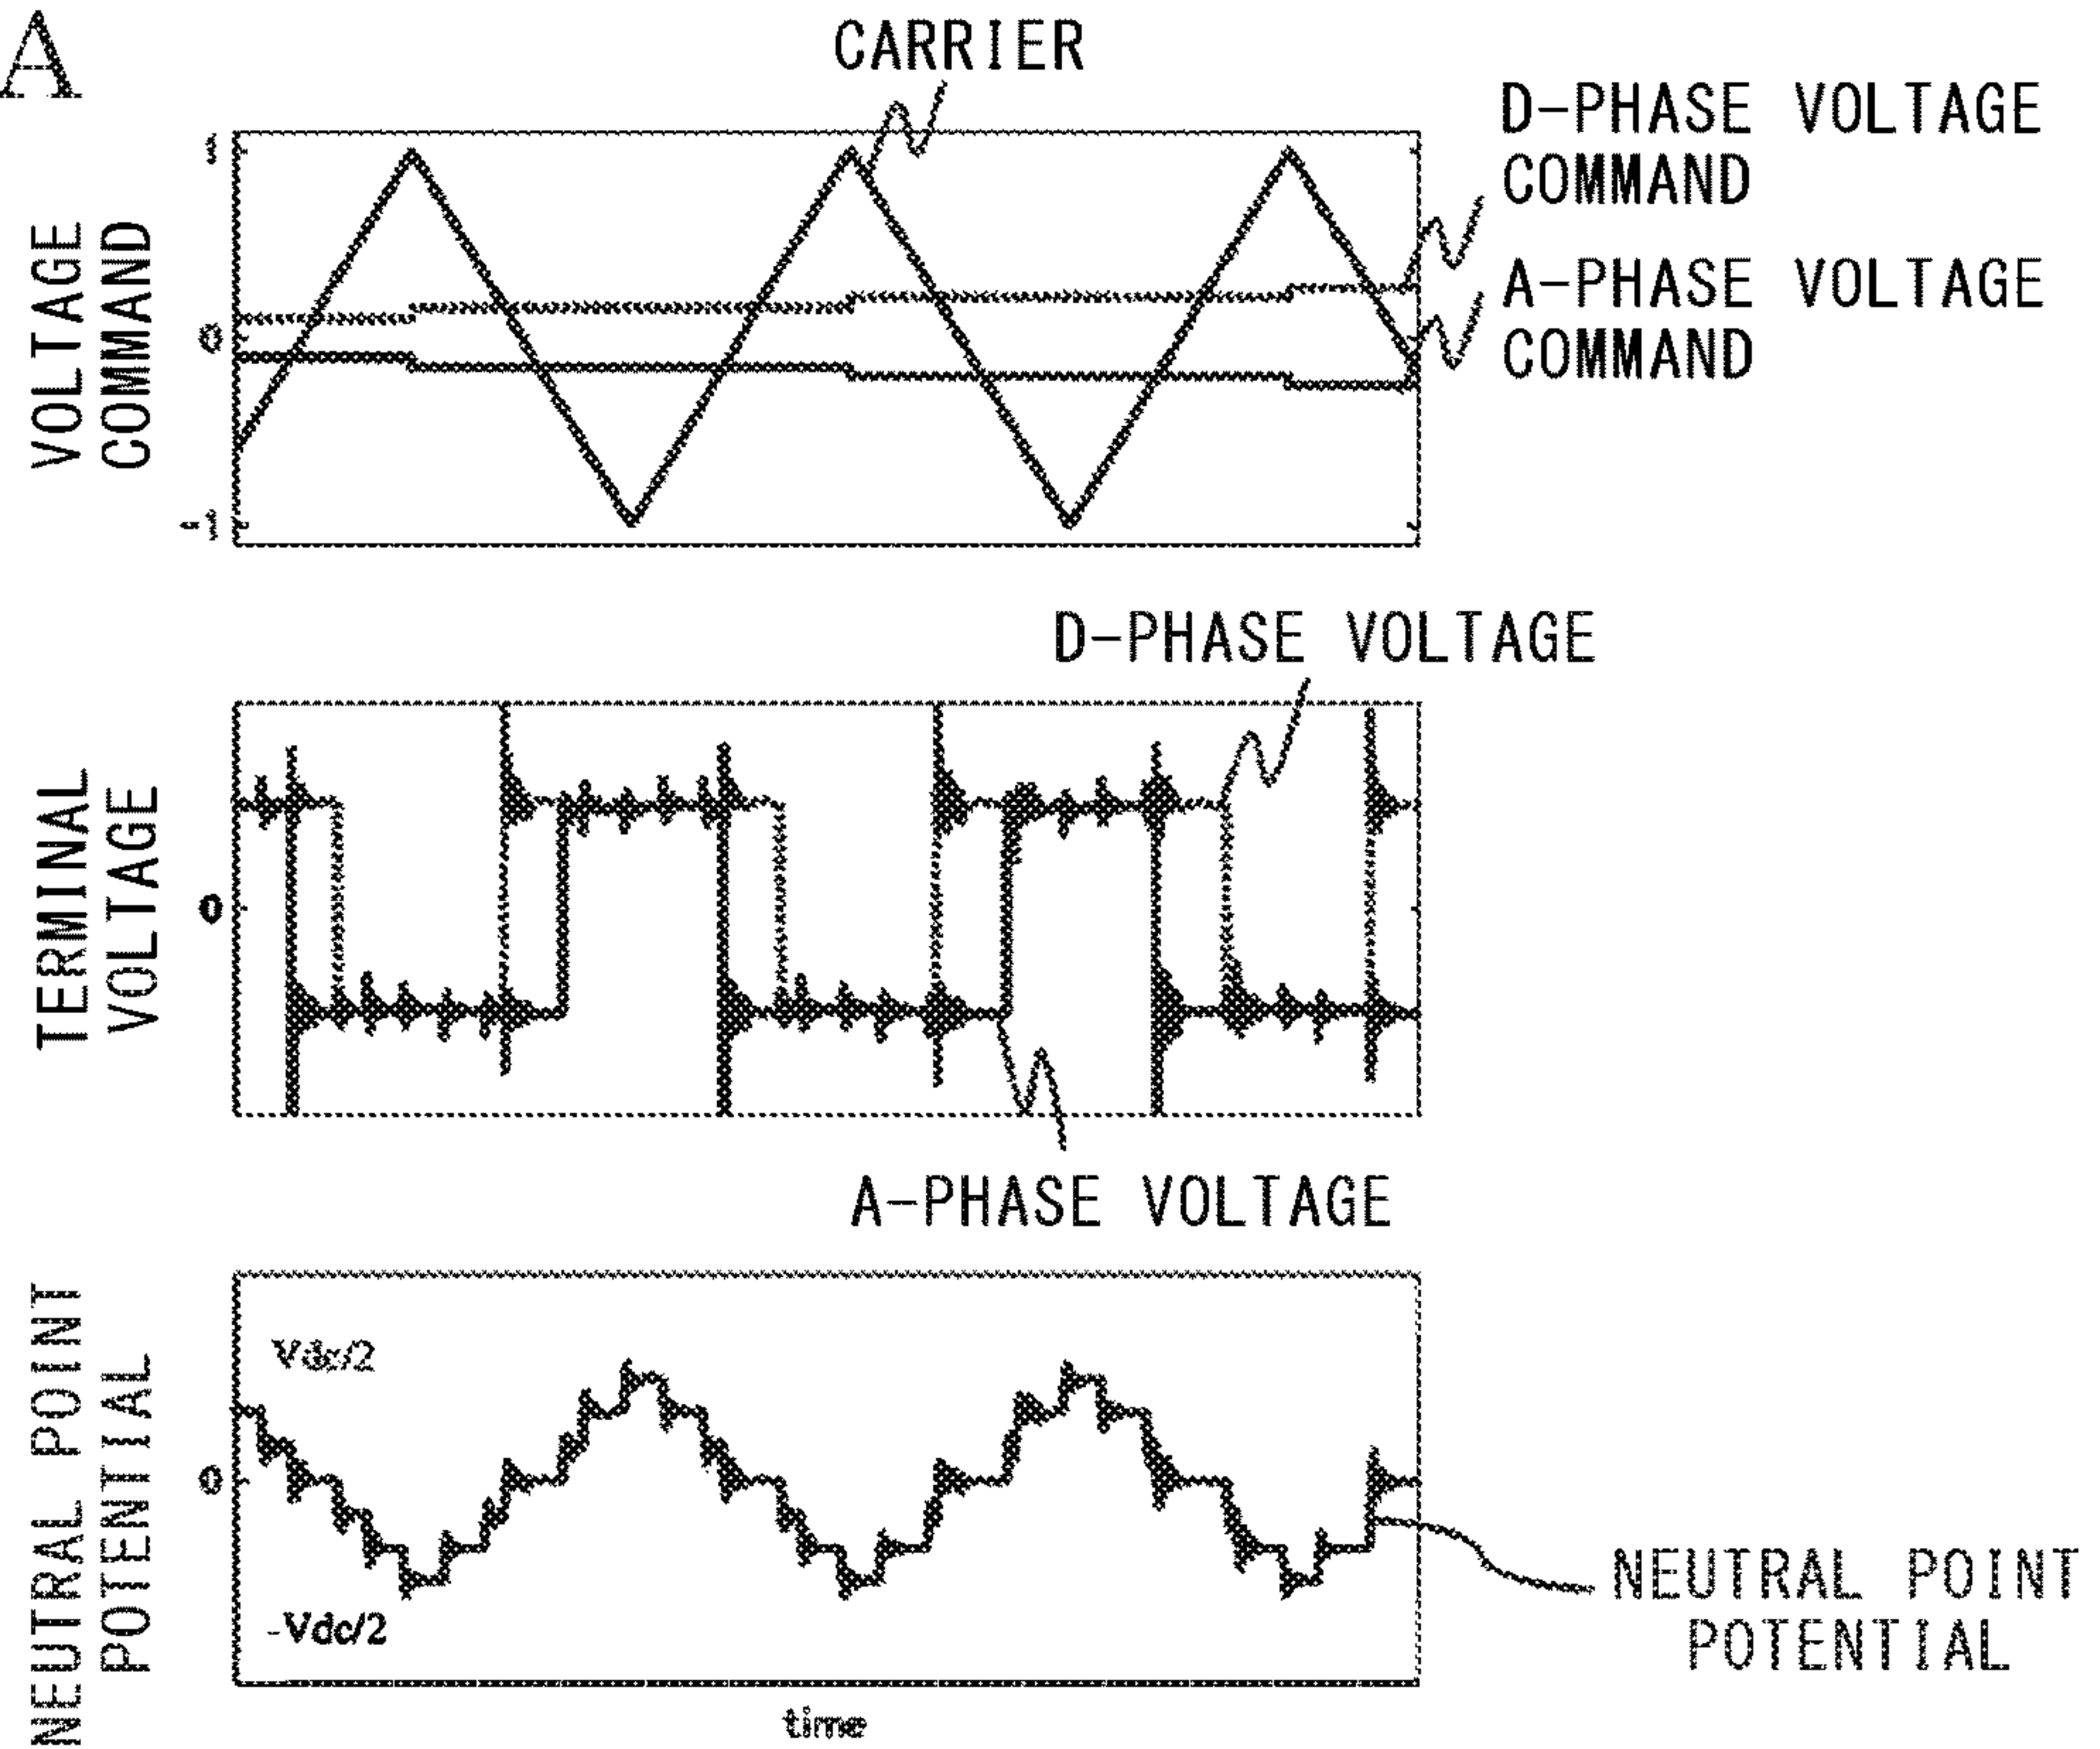 A
CARRIER
D-PHASE VOLTAGE
COMMAND
A-PHASE VOLTAGE
COMMAND
VOLTAGE
COMMAND
1
0
-1
D-PHASE VOLTAGE
TERMINAL
VOLTAGE
0
A-PHASE VOLTAGE
NEUTRAL POINT
POTENTIAL
Vdc/2
0
-Vdc/2
NEUTRAL POINT
POTENTIAL
time